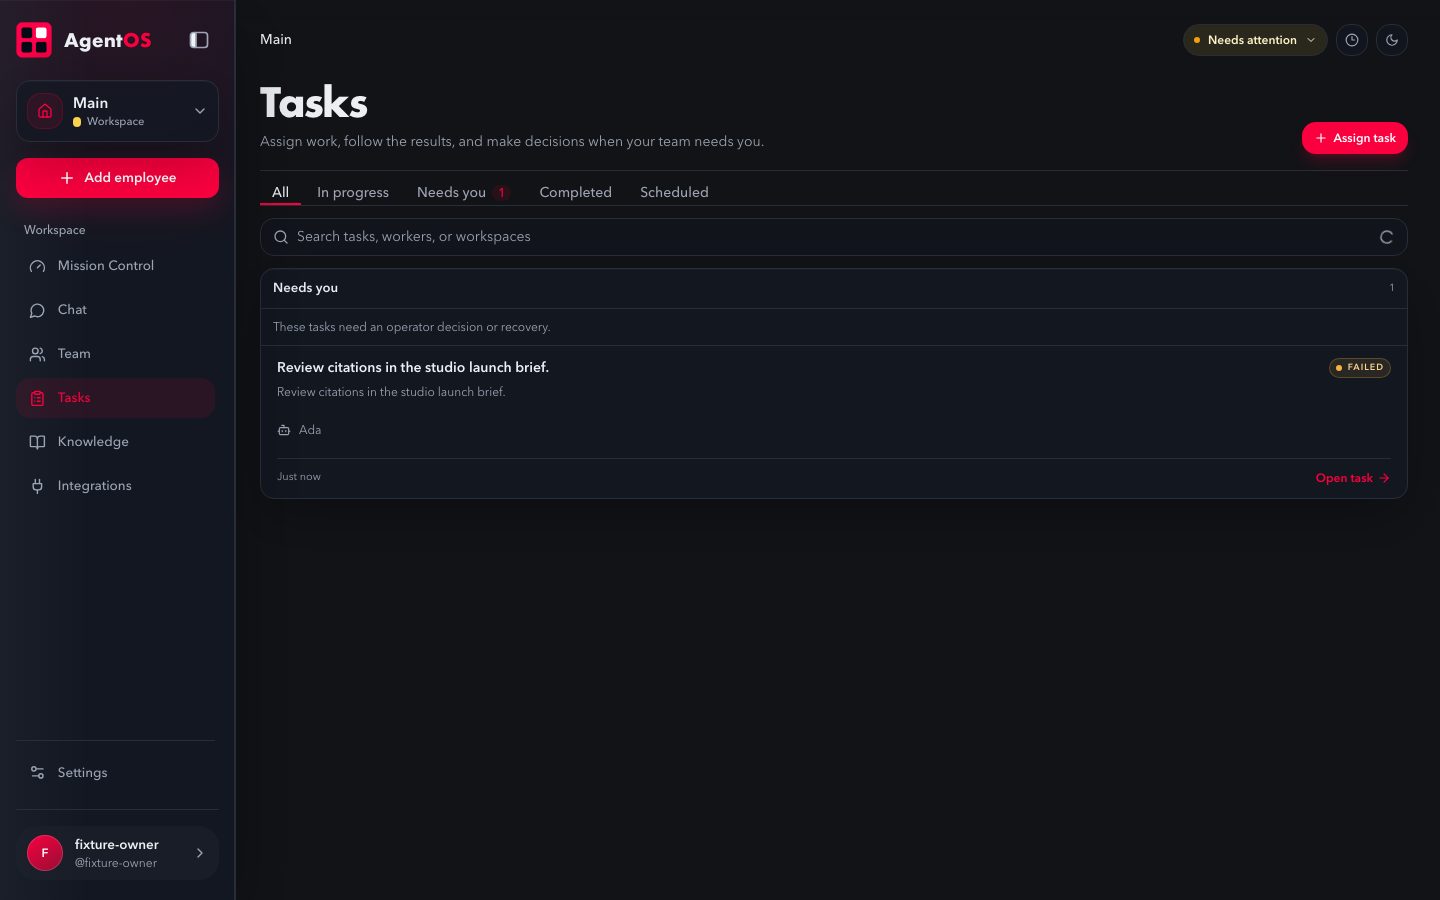 AgentOS
Main
Workspace
Add employee
Workspace
Mission Control
Chat
Team
Tasks
Knowledge
Integrations
Settings
F
fixture-owner
@fixture-owner
Main
Needs attention
Tasks
Assign work, follow the results, and make decisions when your team needs you.
Assign task
All In progress Needs you 1 Completed Scheduled
Search tasks, workers, or workspaces
Needs you 1
These tasks need an operator decision or recovery.
Review citations in the studio launch brief. FAILED
Review citations in the studio launch brief.
Ada
Just now Open task